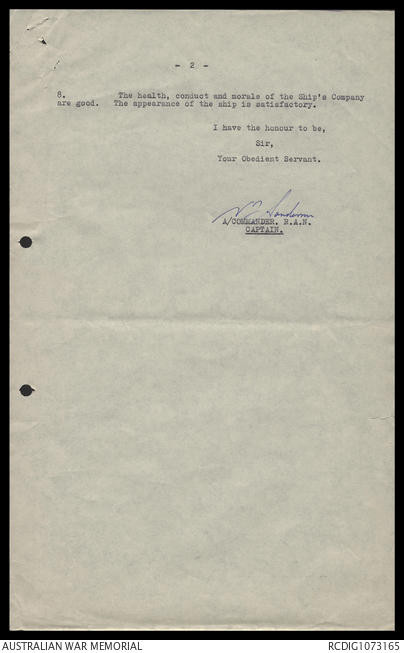 - 2 -
8. The health, conduct and morale of the Ship's Company
are good. The appearance of the ship is satisfactory.
I have the honour to be,
Sir,
Your Obedient Servant.
A/COMMANDER. R.A.N.
CAPTAIN.
AUSTRALIAN WAR MEMORIAL
RCDIG1073165